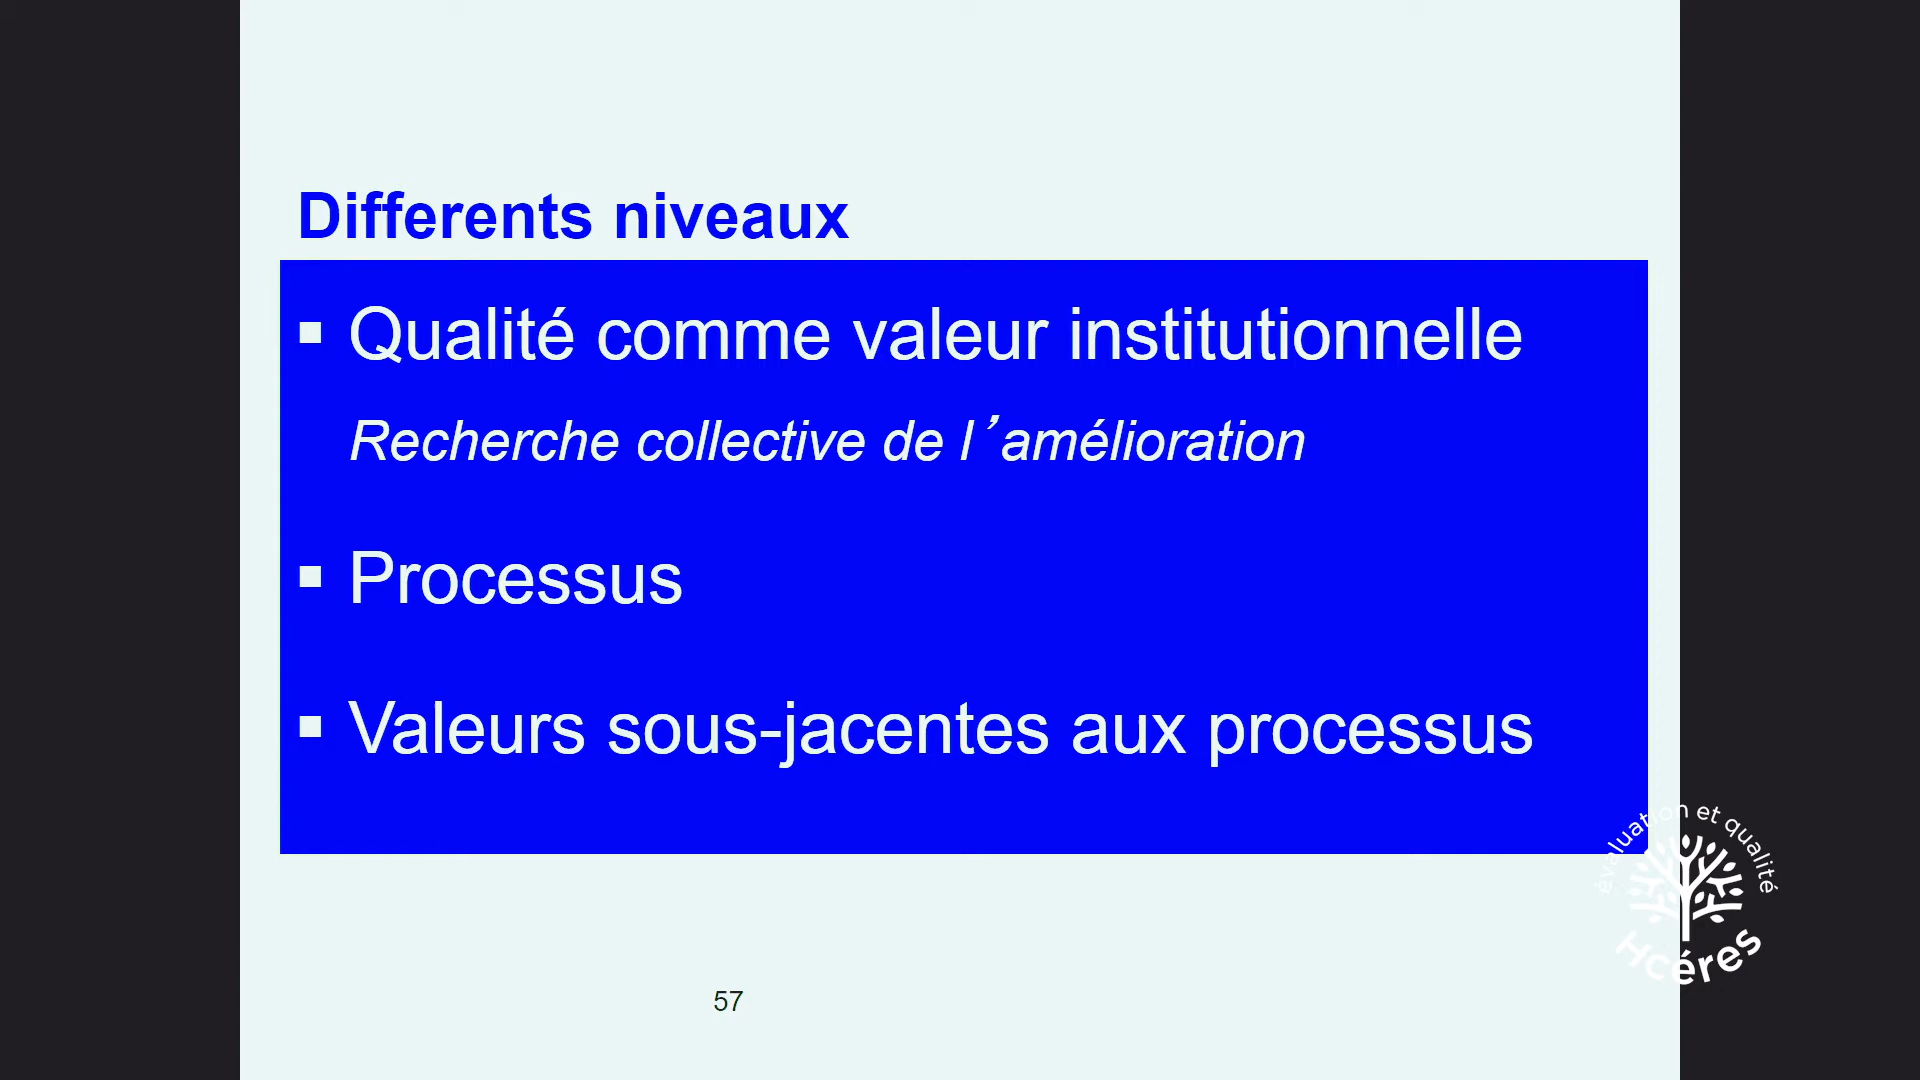 Differents niveaux
▪ Qualité comme valeur institutionnelle
Recherche collective de l’amélioration
▪ Processus
▪ Valeurs sous-jacentes aux processus
évaluation et qualité
Hcéres
57